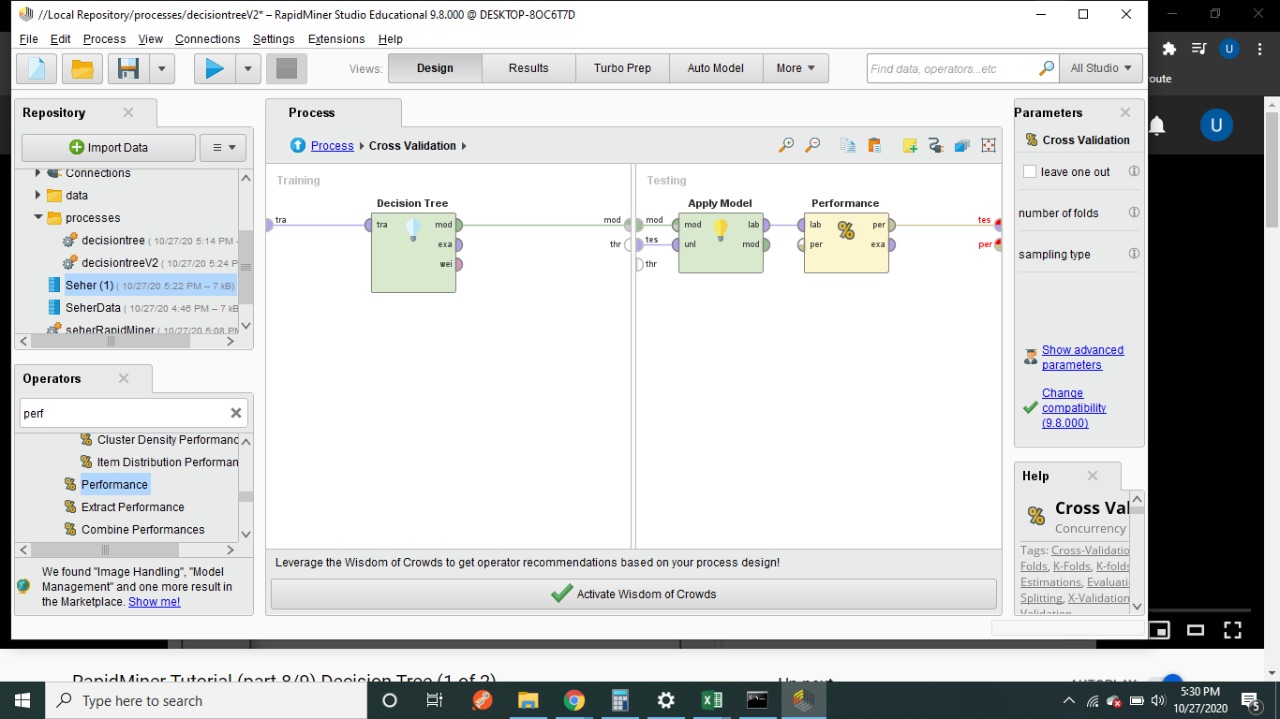 //Local Repository/processes/decisiontreeV2* – RapidMiner Studio Educational 9.8.000 @ DESKTOP-8OC6T7D
File Edit Process View Connections Settings Extensions Help
Views: Design Results Turbo Prep Auto Model More
Find data, operators...etc
All Studio
Repository
Import Data
Connections
data
processes
decisiontree ( 10/27/20 5:14 PM -
decisiontreeV2 ( 10/27/20 5:24 P
Seher (1) ( 10/27/20 5:22 PM – 7 kB)
SeherData ( 10/27/20 4:46 PM – 7 kB
seherRapidMiner ( 10/27/20 5:08 PM
Operators
perf
Cluster Density Performanc
Item Distribution Performan
Performance
Extract Performance
Combine Performances
We found "Image Handling", "Model
Management" and one more result in
the Marketplace. Show me!
Process
Process Cross Validation
Training
tra
Decision Tree
tra mod
exa
wei
mod
thr
Testing
mod
tes
thr
Apply Model
mod lab
unl mod
Performance
lab per
per exa
tes
per
Leverage the Wisdom of Crowds to get operator recommendations based on your process design!
Activate Wisdom of Crowds
Parameters
Cross Validation
leave one out
number of folds
sampling type
Show advanced
parameters
Change
compatibility
(9.8.000)
Help
Cross Val
Concurrency
Tags: Cross-Validatio
Folds, K-Folds, K-folds
Estimations, Evaluati
Splitting, X-Validation
Validation
oute
U
U
RapidMiner Tutorial (part 8/9) Decision Tree (1 of 2)
Up next
AUTOPLAY
Type here to search
5:30 PM
10/27/2020
5